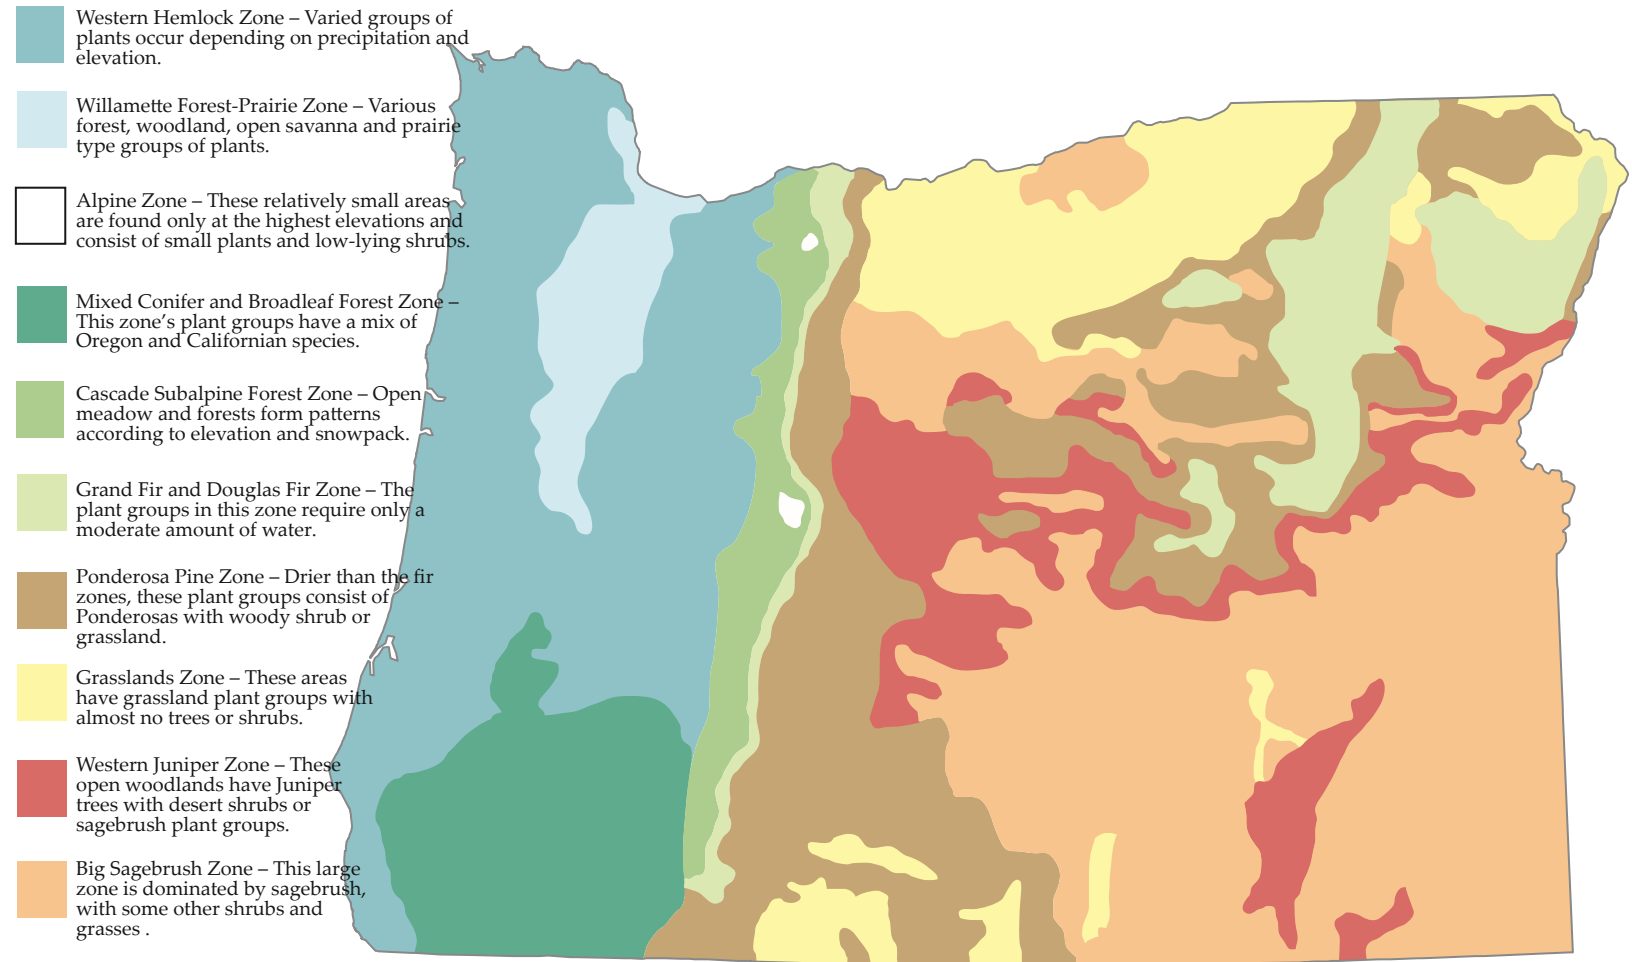 Western Hemlock Zone – Varied groups of
plants occur depending on precipitation and
elevation.
Willamette Forest-Prairie Zone – Various
forest, woodland, open savanna and prairie
type groups of plants.
Alpine Zone – These relatively small areas
are found only at the highest elevations and
consist of small plants and low-lying shrubs.
Mixed Conifer and Broadleaf Forest Zone –
This zone's plant groups have a mix of
Oregon and Californian species.
Cascade Subalpine Forest Zone – Open
meadow and forests form patterns
according to elevation and snowpack.
Grand Fir and Douglas Fir Zone – The
plant groups in this zone require only a
moderate amount of water.
Ponderosa Pine Zone – Drier than the fir
zones, these plant groups consist of
Ponderosas with woody shrub or
grassland.
Grasslands Zone – These areas
have grassland plant groups with
almost no trees or shrubs.
Western Juniper Zone – These
open woodlands have Juniper
trees with desert shrubs or
sagebrush plant groups.
Big Sagebrush Zone – This large
zone is dominated by sagebrush,
with some other shrubs and
grasses .